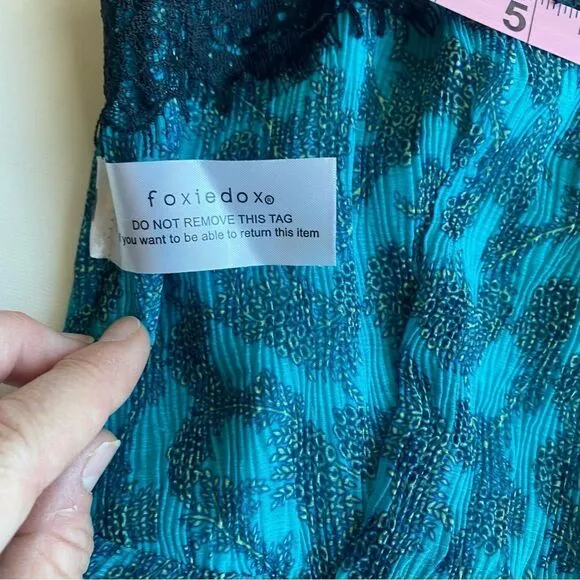 5
foxiedox®
DO NOT REMOVE THIS TAG
you want to be able to return this item